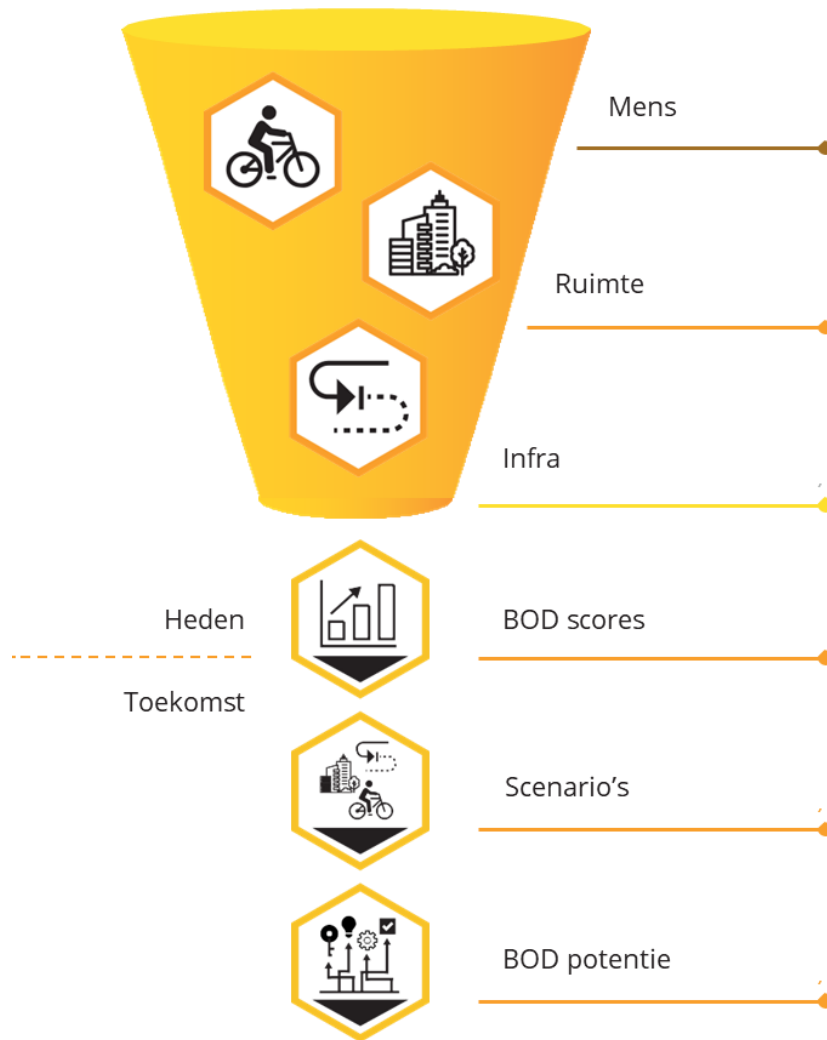 Mens
Ruimte
Infra
Heden
BOD scores
Toekomst
Scenario’s
BOD potentie